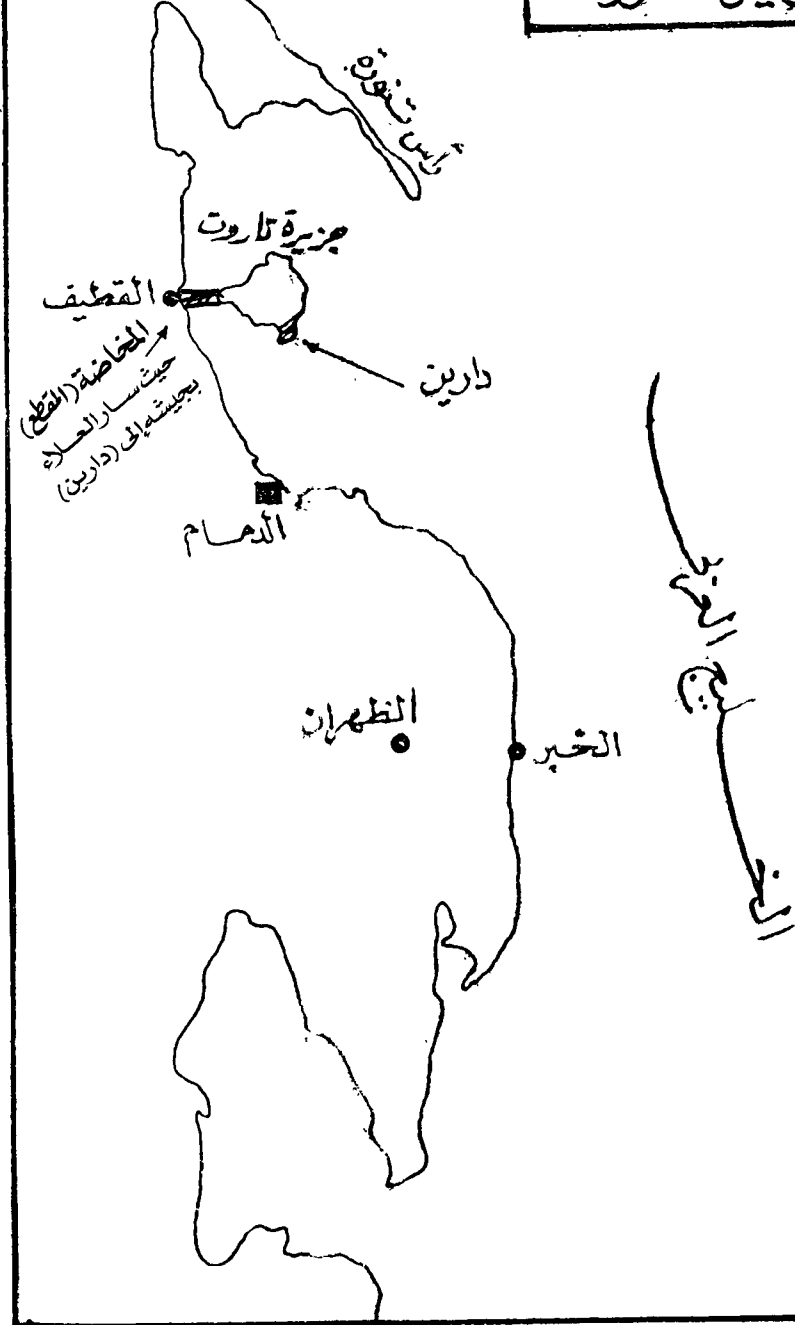 رأس تنورة
جزيرة تاروت
القطيف
المخاضة (المقطع)
حيث سار العلاء
بجيشه إلى (دارين)
دارين
الدمام
الظهران
الخبر
الخليج العربي